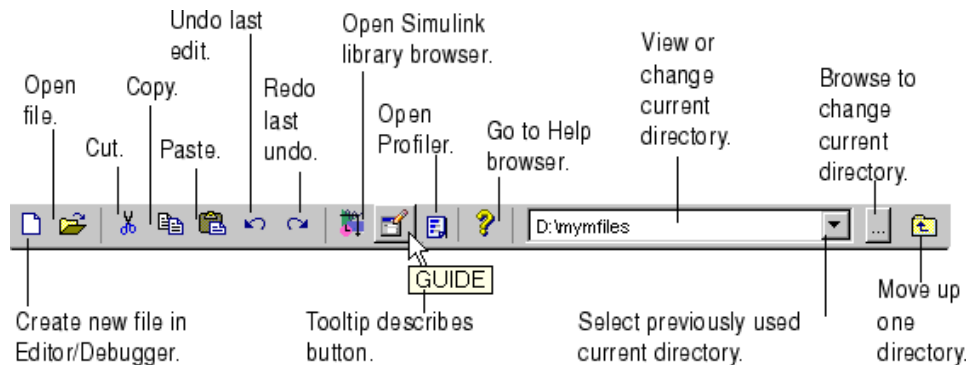 Undo last
edit.
Open Simulink
library browser.
View or
change
current
directory.
Browse to
change
current
directory.
Open
file.
Copy.
Redo
last
undo.
Open
Profiler.
Go to Help
browser.
Cut.
Paste.
D:\mymfiles
...
GUIDE
Create new file in
Editor/Debugger.
Tooltip describes
button.
Select previously used
current directory.
Move up
one
directory.